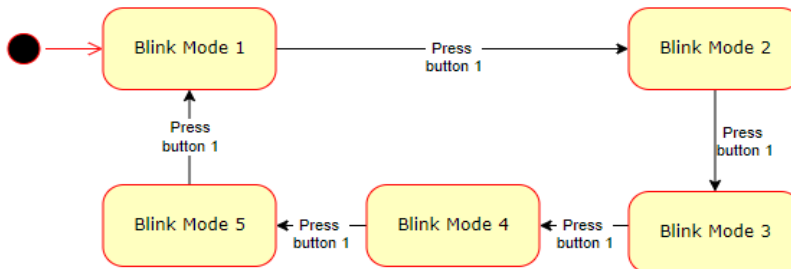 Blink Mode 1
Press
button 1
Blink Mode 2
Press
button 1
Press
button 1
Blink Mode 5
Press
button 1
Blink Mode 4
Press
button 1
Blink Mode 3